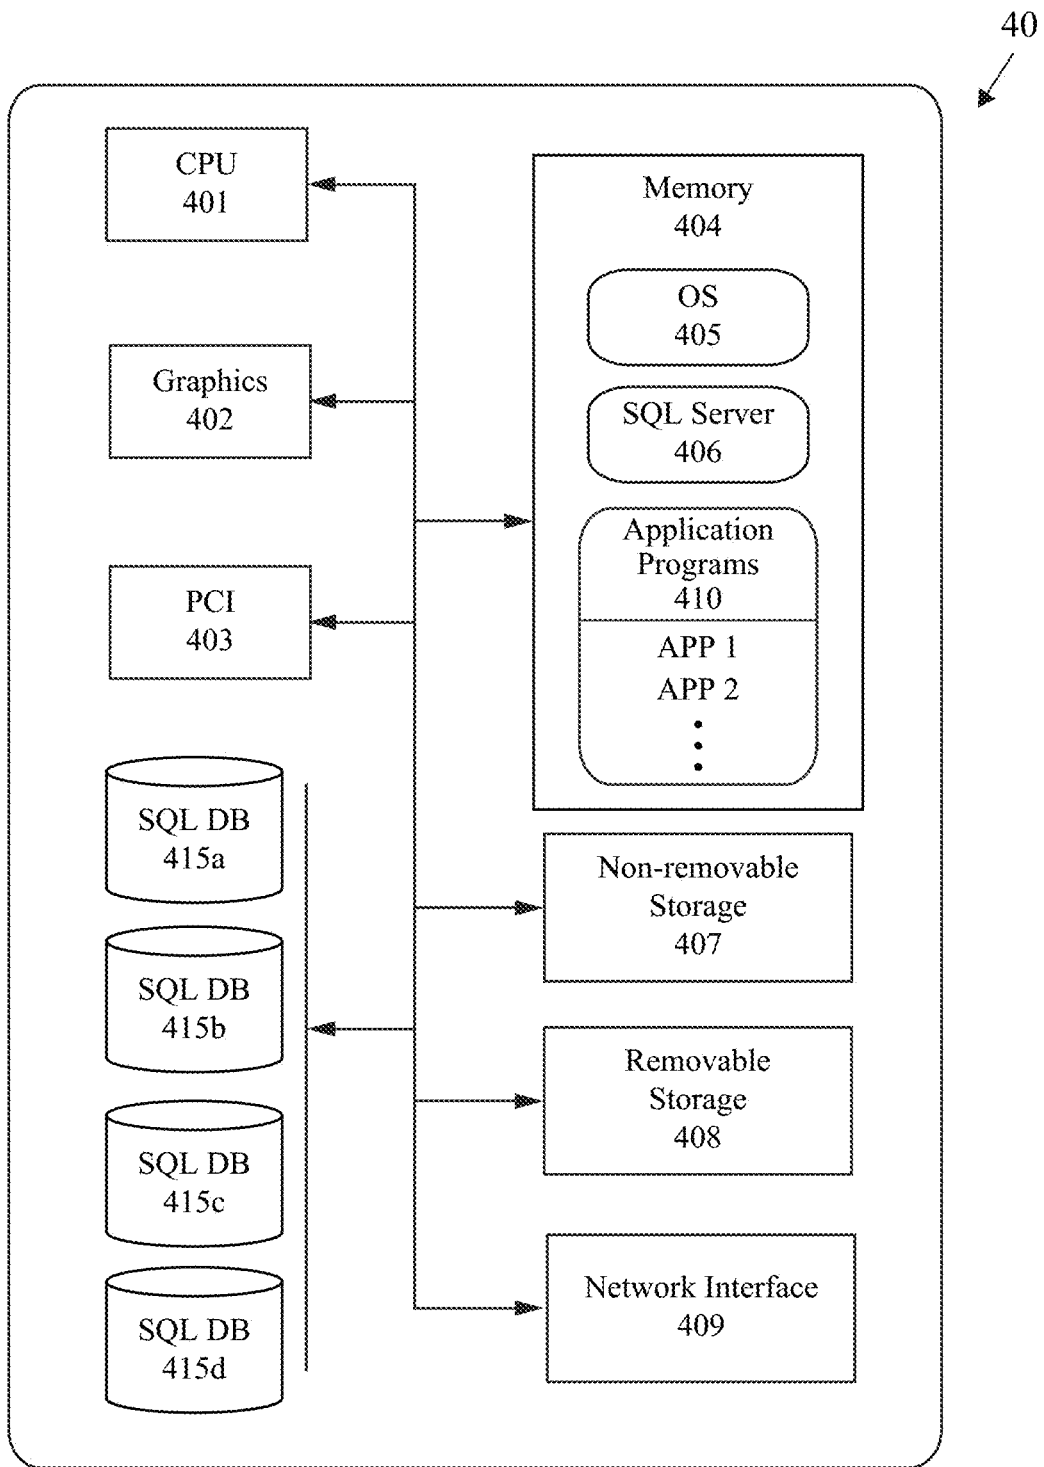 40
CPU
401
Graphics
402
PCI
403
SQL DB
415a
SQL DB
415b
SQL DB
415c
SQL DB
415d
Memory
404
OS
405
SQL Server
406
Application
Programs
410
APP 1
APP 2
Non-removable
Storage
407
Removable
Storage
408
Network Interface
409